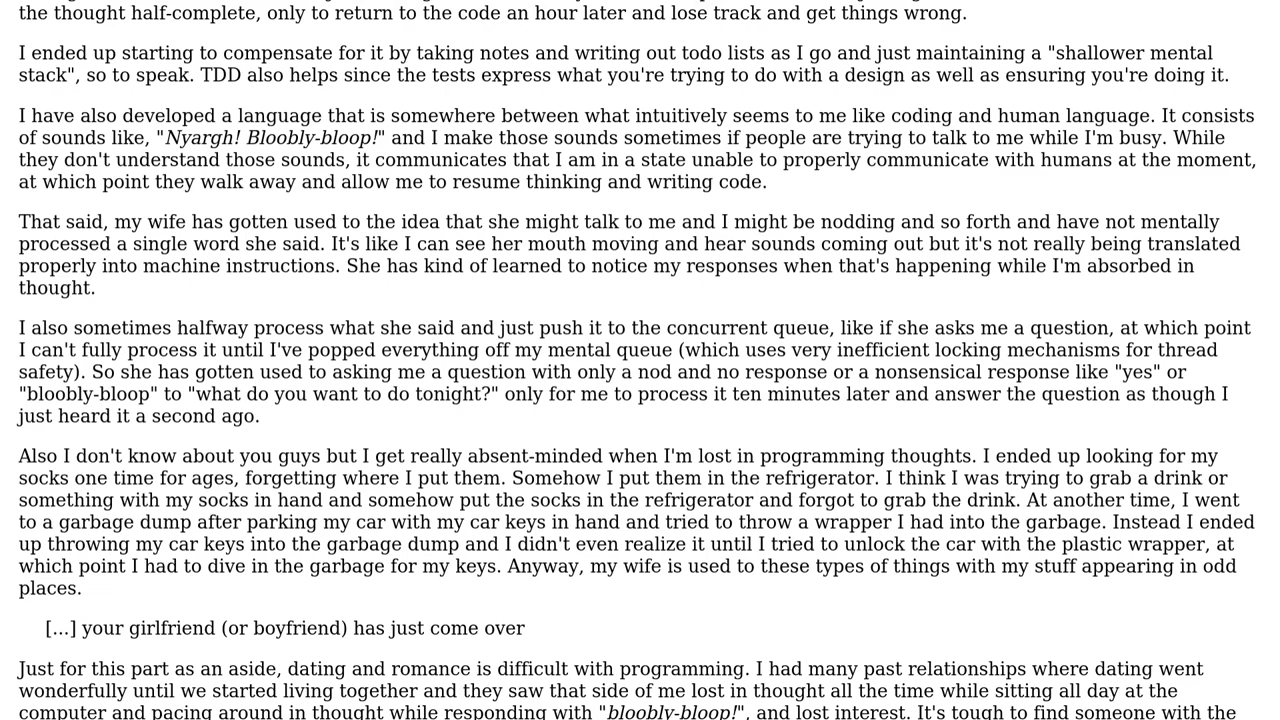 the thought half-complete, only to return to the code an hour later and lose track and get things wrong.
I ended up starting to compensate for it by taking notes and writing out todo lists as I go and just maintaining a "shallower mental
stack", so to speak. TDD also helps since the tests express what you're trying to do with a design as well as ensuring you're doing it.
I have also developed a language that is somewhere between what intuitively seems to me like coding and human language. It consists
of sounds like, "Nyargh! Bloobly-bloop!" and I make those sounds sometimes if people are trying to talk to me while I'm busy. While
they don't understand those sounds, it communicates that I am in a state unable to properly communicate with humans at the moment,
at which point they walk away and allow me to resume thinking and writing code.
That said, my wife has gotten used to the idea that she might talk to me and I might be nodding and so forth and have not mentally
processed a single word she said. It's like I can see her mouth moving and hear sounds coming out but it's not really being translated
properly into machine instructions. She has kind of learned to notice my responses when that's happening while I'm absorbed in
thought.
I also sometimes halfway process what she said and just push it to the concurrent queue, like if she asks me a question, at which point
I can't fully process it until I've popped everything off my mental queue (which uses very inefficient locking mechanisms for thread
safety). So she has gotten used to asking me a question with only a nod and no response or a nonsensical response like "yes" or
"bloobly-bloop" to "what do you want to do tonight?" only for me to process it ten minutes later and answer the question as though I
just heard it a second ago.
Also I don't know about you guys but I get really absent-minded when I'm lost in programming thoughts. I ended up looking for my
socks one time for ages, forgetting where I put them. Somehow I put them in the refrigerator. I think I was trying to grab a drink or
something with my socks in hand and somehow put the socks in the refrigerator and forgot to grab the drink. At another time, I went
to a garbage dump after parking my car with my car keys in hand and tried to throw a wrapper I had into the garbage. Instead I ended
up throwing my car keys into the garbage dump and I didn't even realize it until I tried to unlock the car with the plastic wrapper, at
which point I had to dive in the garbage for my keys. Anyway, my wife is used to these types of things with my stuff appearing in odd
places.
[...] your girlfriend (or boyfriend) has just come over
Just for this part as an aside, dating and romance is difficult with programming. I had many past relationships where dating went
wonderfully until we started living together and they saw that side of me lost in thought all the time while sitting all day at the
computer and pacing around in thought while responding with "bloobly-bloop!", and lost interest. It's tough to find someone with the